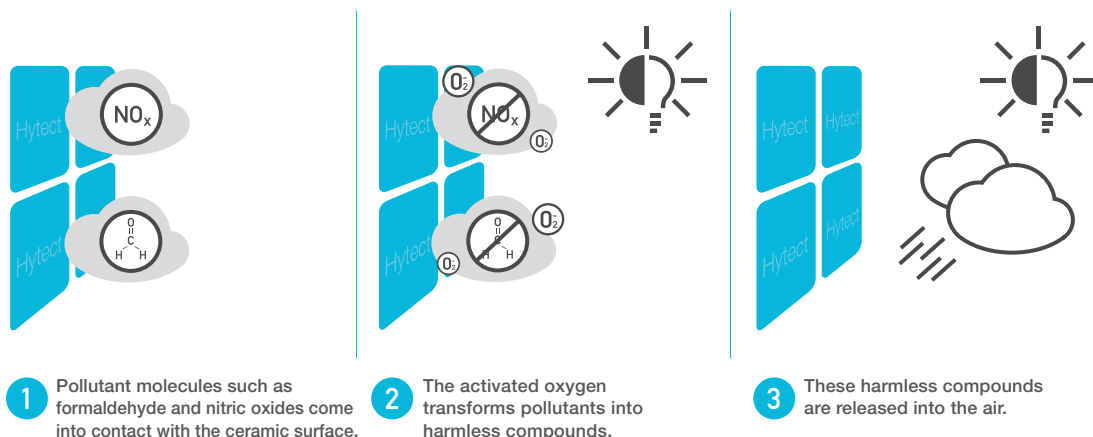 Hytect
NOx
Hytect
O
C
H H
1
Pollutant molecules such as
formaldehyde and nitric oxides come
into contact with the ceramic surface.
O₂⁻
Hytect
NOx
O₂⁻
Hytect
O
C
H H
O₂⁻
O₂⁻
2
The activated oxygen
transforms pollutants into
harmless compounds.
Hytect
Hytect
Hytect
Hytect
3
These harmless compounds
are released into the air.